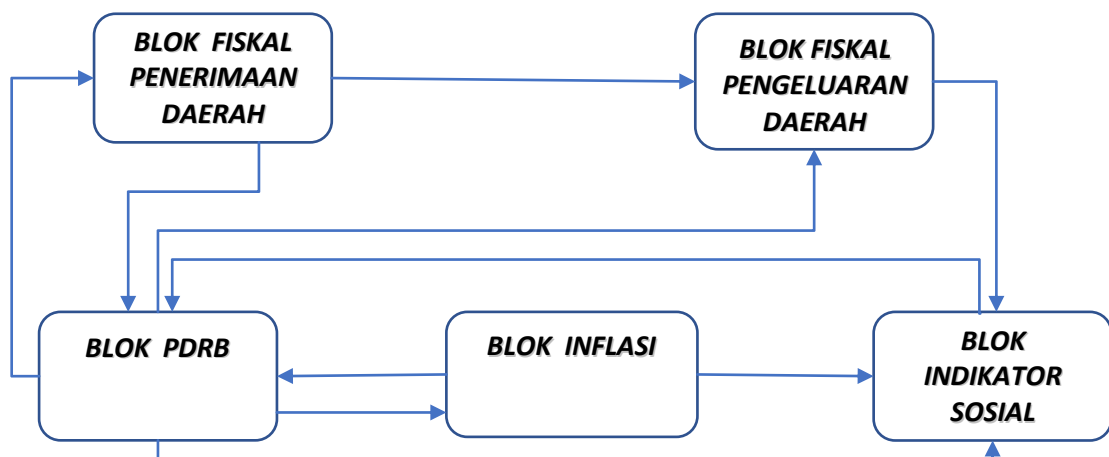 BLOK FISKAL
PENERIMAAN
DAERAH
BLOK FISKAL
PENGELUARAN
DAERAH
BLOK PDRB
BLOK INFLASI
BLOK
INDIKATOR
SOSIAL